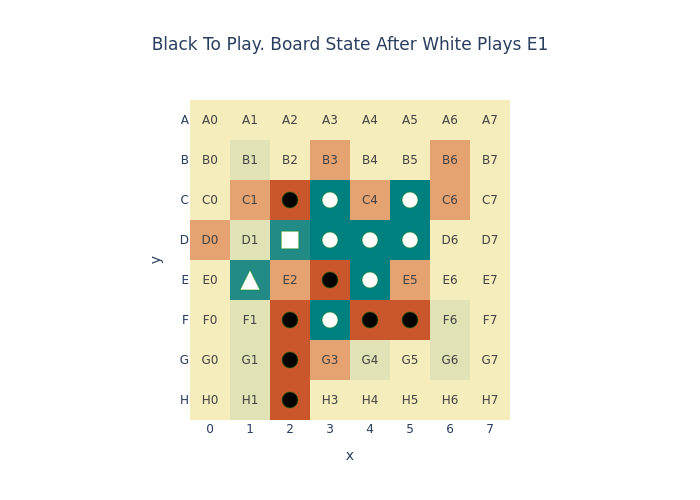 Black To Play. Board State After White Plays E1
A A0 A1 A2 A3 A4 A5 A6 A7
B B0 B1 B2 B3 B4 B5 B6 B7
C C0 C1 C4 C6 C7
D D0 D1 D6 D7
y
E E0 E2 E5 E6 E7
F F0 F1 F6 F7
G G0 G1 G3 G4 G5 G6 G7
H H0 H1 H3 H4 H5 H6 H7
0 1 2 3 4 5 6 7
x